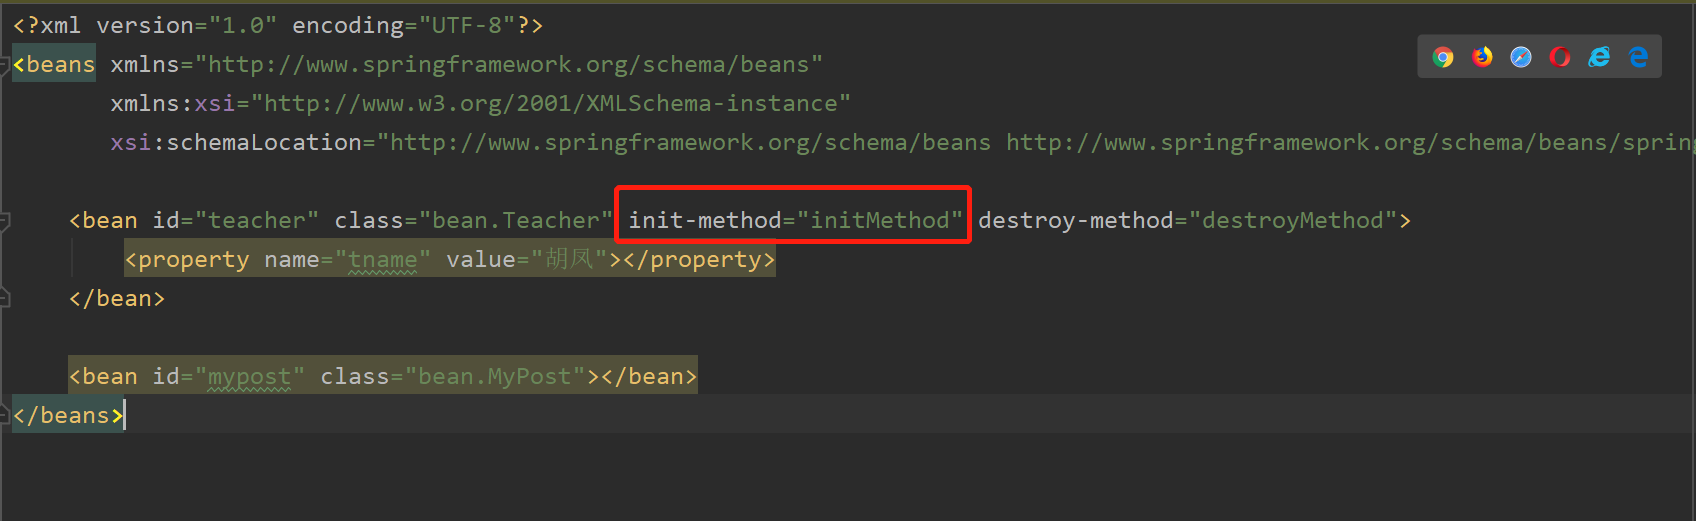 <?xml version="1.0" encoding="UTF-8"?>
<beans xmlns="http://www.springframework.org/schema/beans"
xmlns:xsi="http://www.w3.org/2001/XMLSchema-instance"
xsi:schemaLocation="http://www.springframework.org/schema/beans http://www.springframework.org/schema/beans/spring
<bean id="teacher" class="bean.Teacher" init-method="initMethod" destroy-method="destroyMethod">
<property name="tname" value="胡凤"></property>
</bean>
<bean id="mypost" class="bean.MyPost"></bean>
</beans>